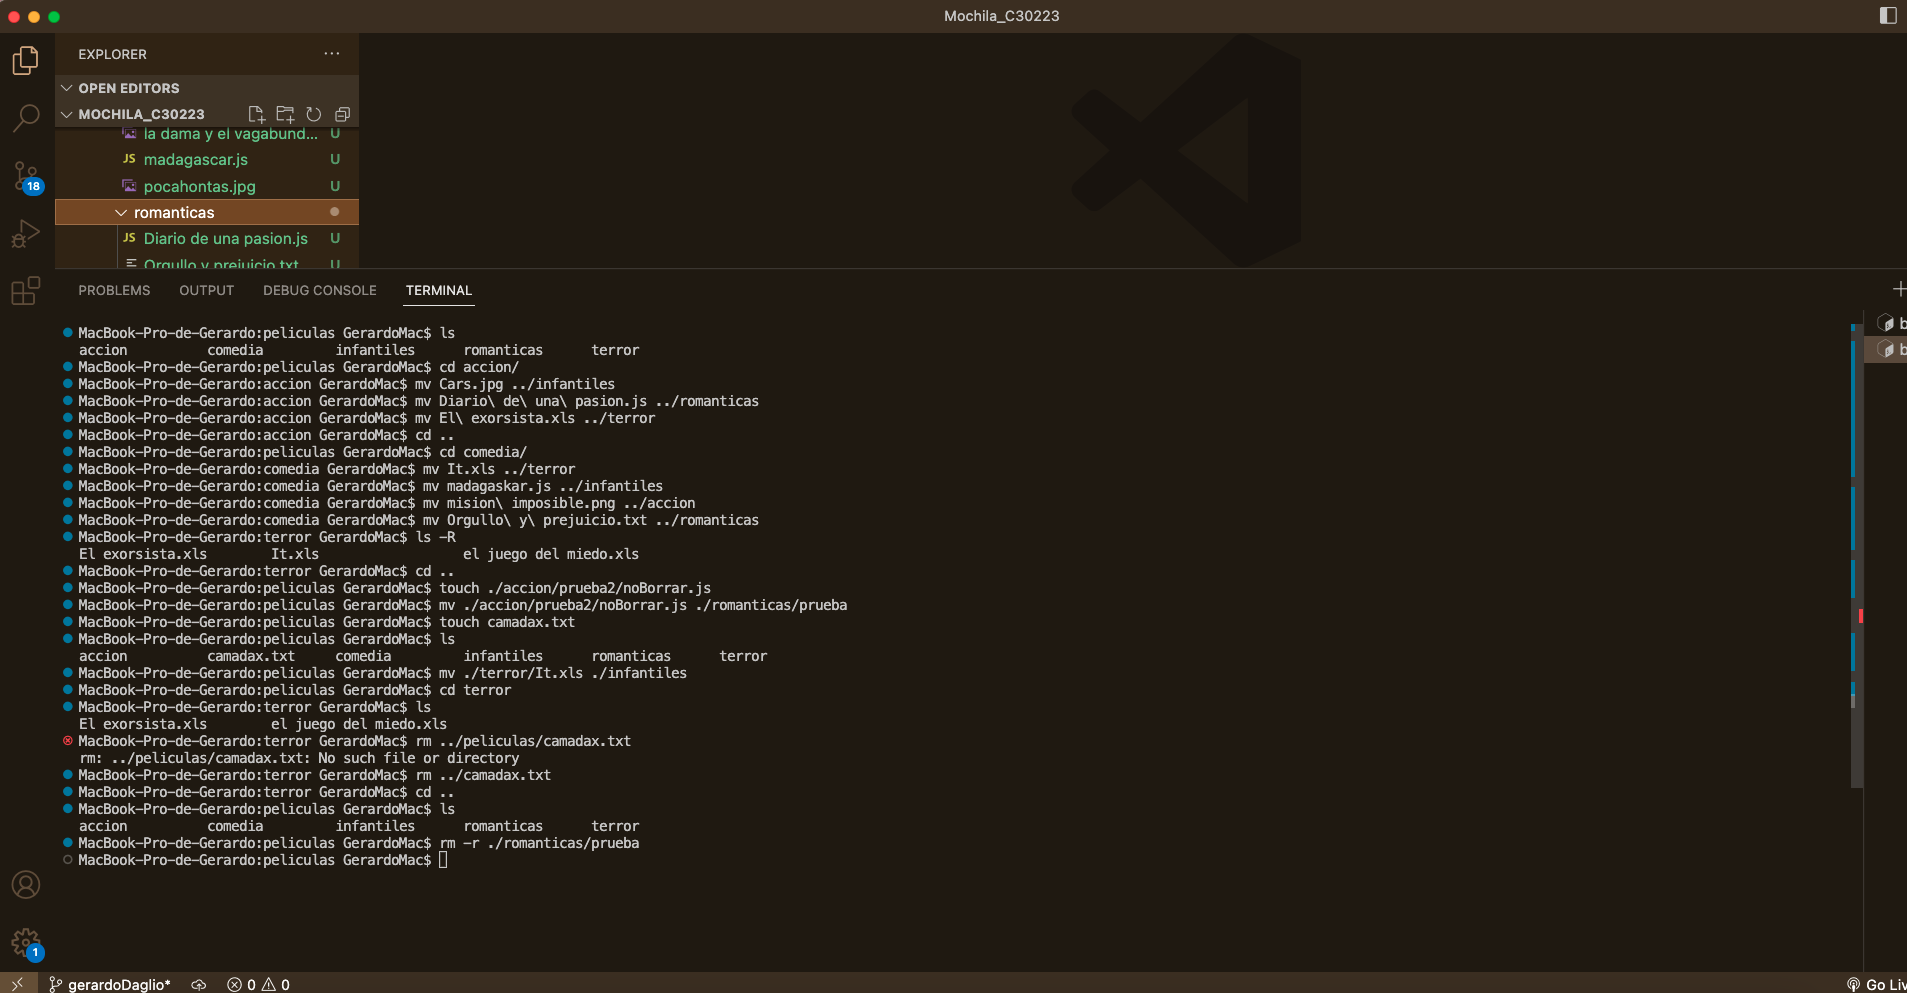 Mochila_C30223
EXPLORER
OPEN EDITORS
MOCHILA_C30223
la dama y el vagabund... U
JS madagascar.js U
pocahontas.jpg U
romanticas
JS Diario de una pasion.js U
Orgullo y prejuicio.txt U
PROBLEMS OUTPUT DEBUG CONSOLE TERMINAL
MacBook-Pro-de-Gerardo:peliculas GerardoMac$ ls
accion comedia infantiles romanticas terror
MacBook-Pro-de-Gerardo:peliculas GerardoMac$ cd accion/
MacBook-Pro-de-Gerardo:accion GerardoMac$ mv Cars.jpg ../infantiles
MacBook-Pro-de-Gerardo:accion GerardoMac$ mv Diario\ de\ una\ pasion.js ../romanticas
MacBook-Pro-de-Gerardo:accion GerardoMac$ mv El\ exorsista.xls ../terror
MacBook-Pro-de-Gerardo:accion GerardoMac$ cd ..
MacBook-Pro-de-Gerardo:peliculas GerardoMac$ cd comedia/
MacBook-Pro-de-Gerardo:comedia GerardoMac$ mv It.xls ../terror
MacBook-Pro-de-Gerardo:comedia GerardoMac$ mv madagaskar.js ../infantiles
MacBook-Pro-de-Gerardo:comedia GerardoMac$ mv mision\ imposible.png ../accion
MacBook-Pro-de-Gerardo:comedia GerardoMac$ mv Orgullo\ y\ prejuicio.txt ../romanticas
MacBook-Pro-de-Gerardo:terror GerardoMac$ ls -R
El exorsista.xls It.xls el juego del miedo.xls
MacBook-Pro-de-Gerardo:terror GerardoMac$ cd ..
MacBook-Pro-de-Gerardo:peliculas GerardoMac$ touch ./accion/prueba2/noBorrar.js
MacBook-Pro-de-Gerardo:peliculas GerardoMac$ mv ./accion/prueba2/noBorrar.js ./romanticas/prueba
MacBook-Pro-de-Gerardo:peliculas GerardoMac$ touch camadax.txt
MacBook-Pro-de-Gerardo:peliculas GerardoMac$ ls
accion camadax.txt comedia infantiles romanticas terror
MacBook-Pro-de-Gerardo:peliculas GerardoMac$ mv ./terror/It.xls ./infantiles
MacBook-Pro-de-Gerardo:peliculas GerardoMac$ cd terror
MacBook-Pro-de-Gerardo:terror GerardoMac$ ls
El exorsista.xls el juego del miedo.xls
MacBook-Pro-de-Gerardo:terror GerardoMac$ rm ../peliculas/camadax.txt
rm: ../peliculas/camadax.txt: No such file or directory
MacBook-Pro-de-Gerardo:terror GerardoMac$ rm ../camadax.txt
MacBook-Pro-de-Gerardo:terror GerardoMac$ cd ..
MacBook-Pro-de-Gerardo:peliculas GerardoMac$ ls
accion comedia infantiles romanticas terror
MacBook-Pro-de-Gerardo:peliculas GerardoMac$ rm -r ./romanticas/prueba
MacBook-Pro-de-Gerardo:peliculas GerardoMac$
18
b
b
1
gerardoDaglio* 0 0 Go Liv